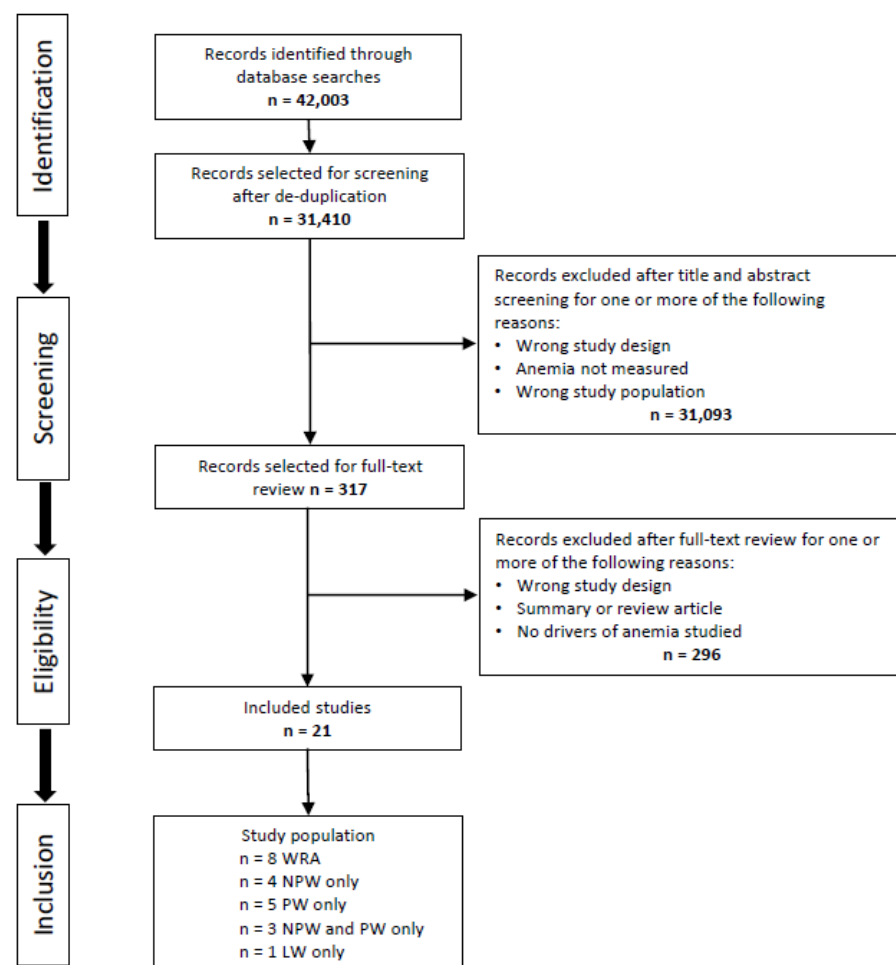 Identification
Records identified through
database searches
n = 42,003
Records selected for screening
after de-duplication
n = 31,410
Screening
Records excluded after title and abstract
screening for one or more of the following
reasons:
• Wrong study design
• Anemia not measured
• Wrong study population
n = 31,093
Records selected for full-text
review n = 317
Eligibility
Records excluded after full-text review for one or
more of the following reasons:
• Wrong study design
• Summary or review article
• No drivers of anemia studied
n = 296
Included studies
n = 21
Inclusion
Study population
n = 8 WRA
n = 4 NPW only
n = 5 PW only
n = 3 NPW and PW only
n = 1 LW only